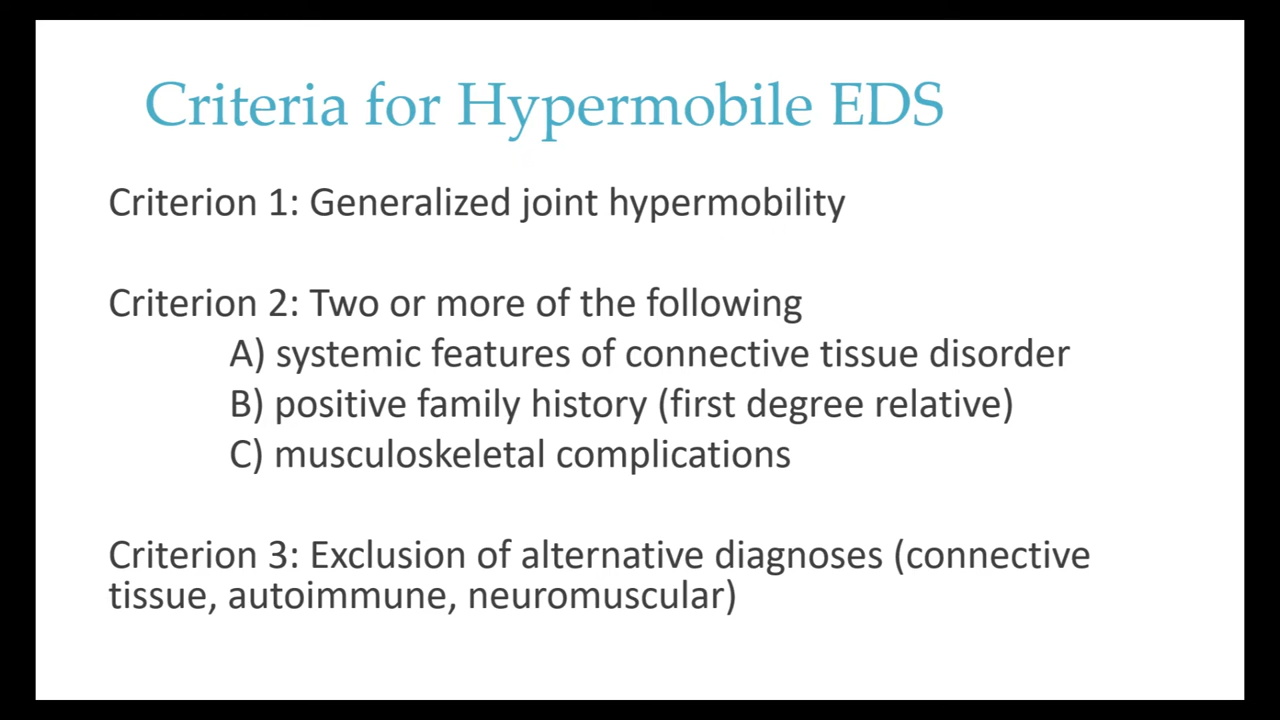 Criteria for Hypermobile EDS
Criterion 1: Generalized joint hypermobility
Criterion 2: Two or more of the following
A) systemic features of connective tissue disorder
B) positive family history (first degree relative)
C) musculoskeletal complications
Criterion 3: Exclusion of alternative diagnoses (connective
tissue, autoimmune, neuromuscular)